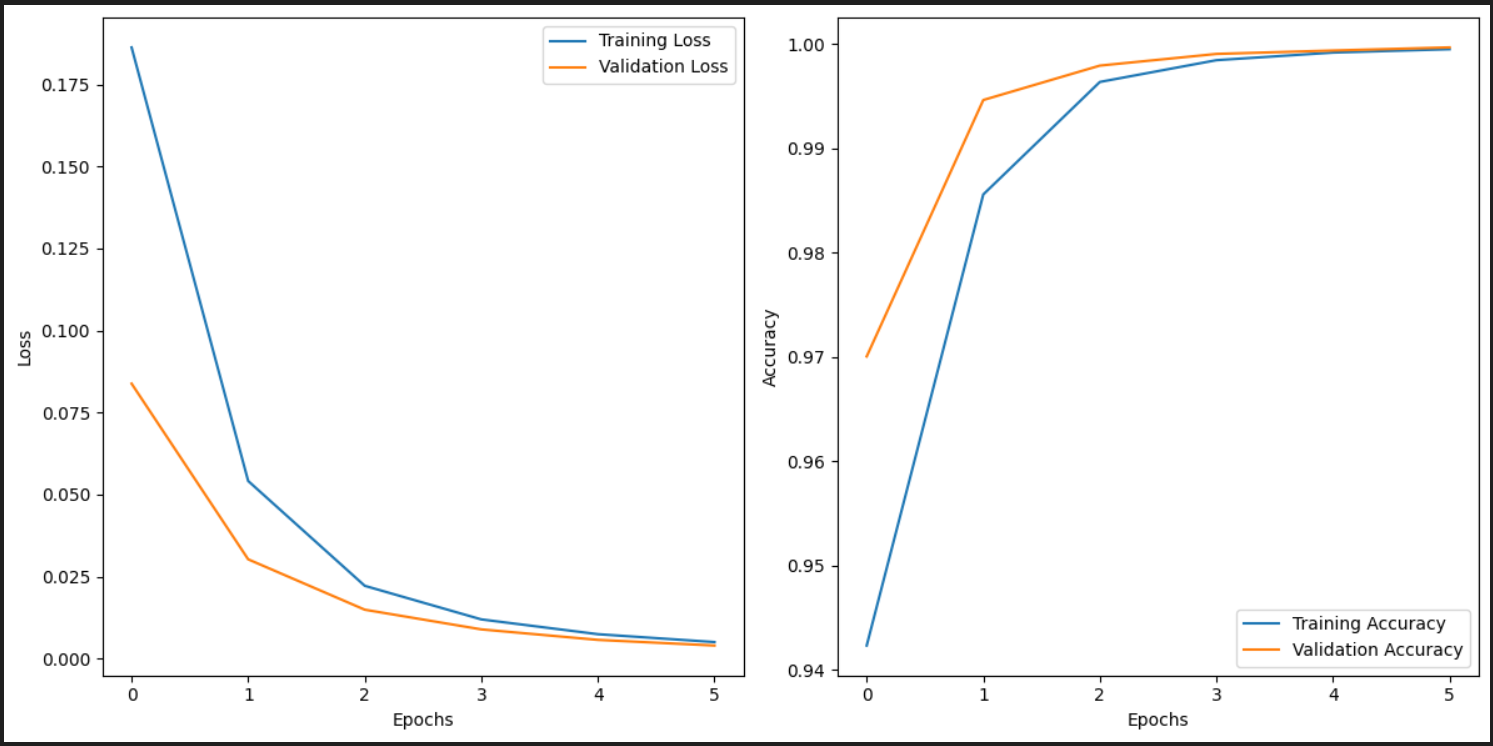 Training Loss
Validation Loss
0.175
0.150
0.125
0.100
0.075
0.050
0.025
0.000
Loss
0 1 2 3 4 5
Epochs
1.00
0.99
0.98
0.97
0.96
0.95
0.94
Accuracy
Training Accuracy
Validation Accuracy
0 1 2 3 4 5
Epochs